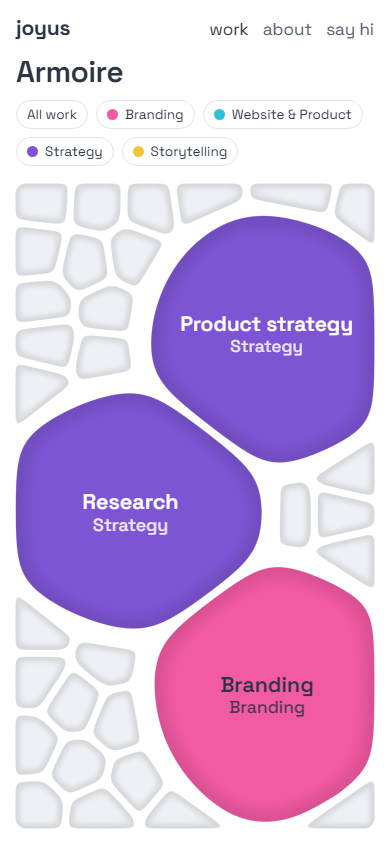 joyus
work about say hi
Armoire
All work
Branding
Website & Product
Strategy
Storytelling
Product strategy
Strategy
Research
Strategy
Branding
Branding